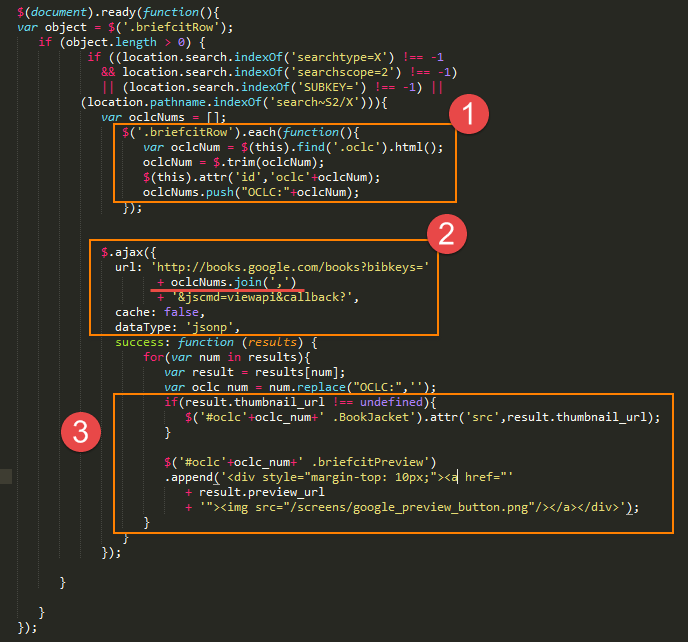 $(document).ready(function(){
var object = $('.briefcitRow');
if (object.length > 0) {
if ((location.search.indexOf('searchtype=X') !== -1
&& location.search.indexOf('searchscope=2') !== -1)
|| (location.search.indexOf('SUBKEY=') !== -1) ||
(location.pathname.indexOf('search~S2/X'))){
var oclcNums = [];
1
$('.briefcitRow').each(function(){
var oclcNum = $(this).find('.oclc').html();
oclcNum = $.trim(oclcNum);
$(this).attr('id','oclc'+oclcNum);
oclcNums.push("OCLC:"+oclcNum);
});
2
$.ajax({
url: 'http://books.google.com/books?bibkeys='
+ oclcNums.join(',')
+ '&jscmd=viewapi&callback?',
cache: false,
dataType: 'jsonp',
success: function (results) {
for(var num in results){
var result = results[num];
var oclc_num = num.replace("OCLC:",'');
3
if(result.thumbnail_url !== undefined){
$('#oclc'+oclc_num+' .BookJacket').attr('src',result.thumbnail_url);
}
$('#oclc'+oclc_num+' .briefcitPreview')
.append('<div style="margin-top: 10px;"><a href="'
+ result.preview_url
+ '"><img src="/screens/google_preview_button.png"/></a></div>');
}
}
});
}
}
});